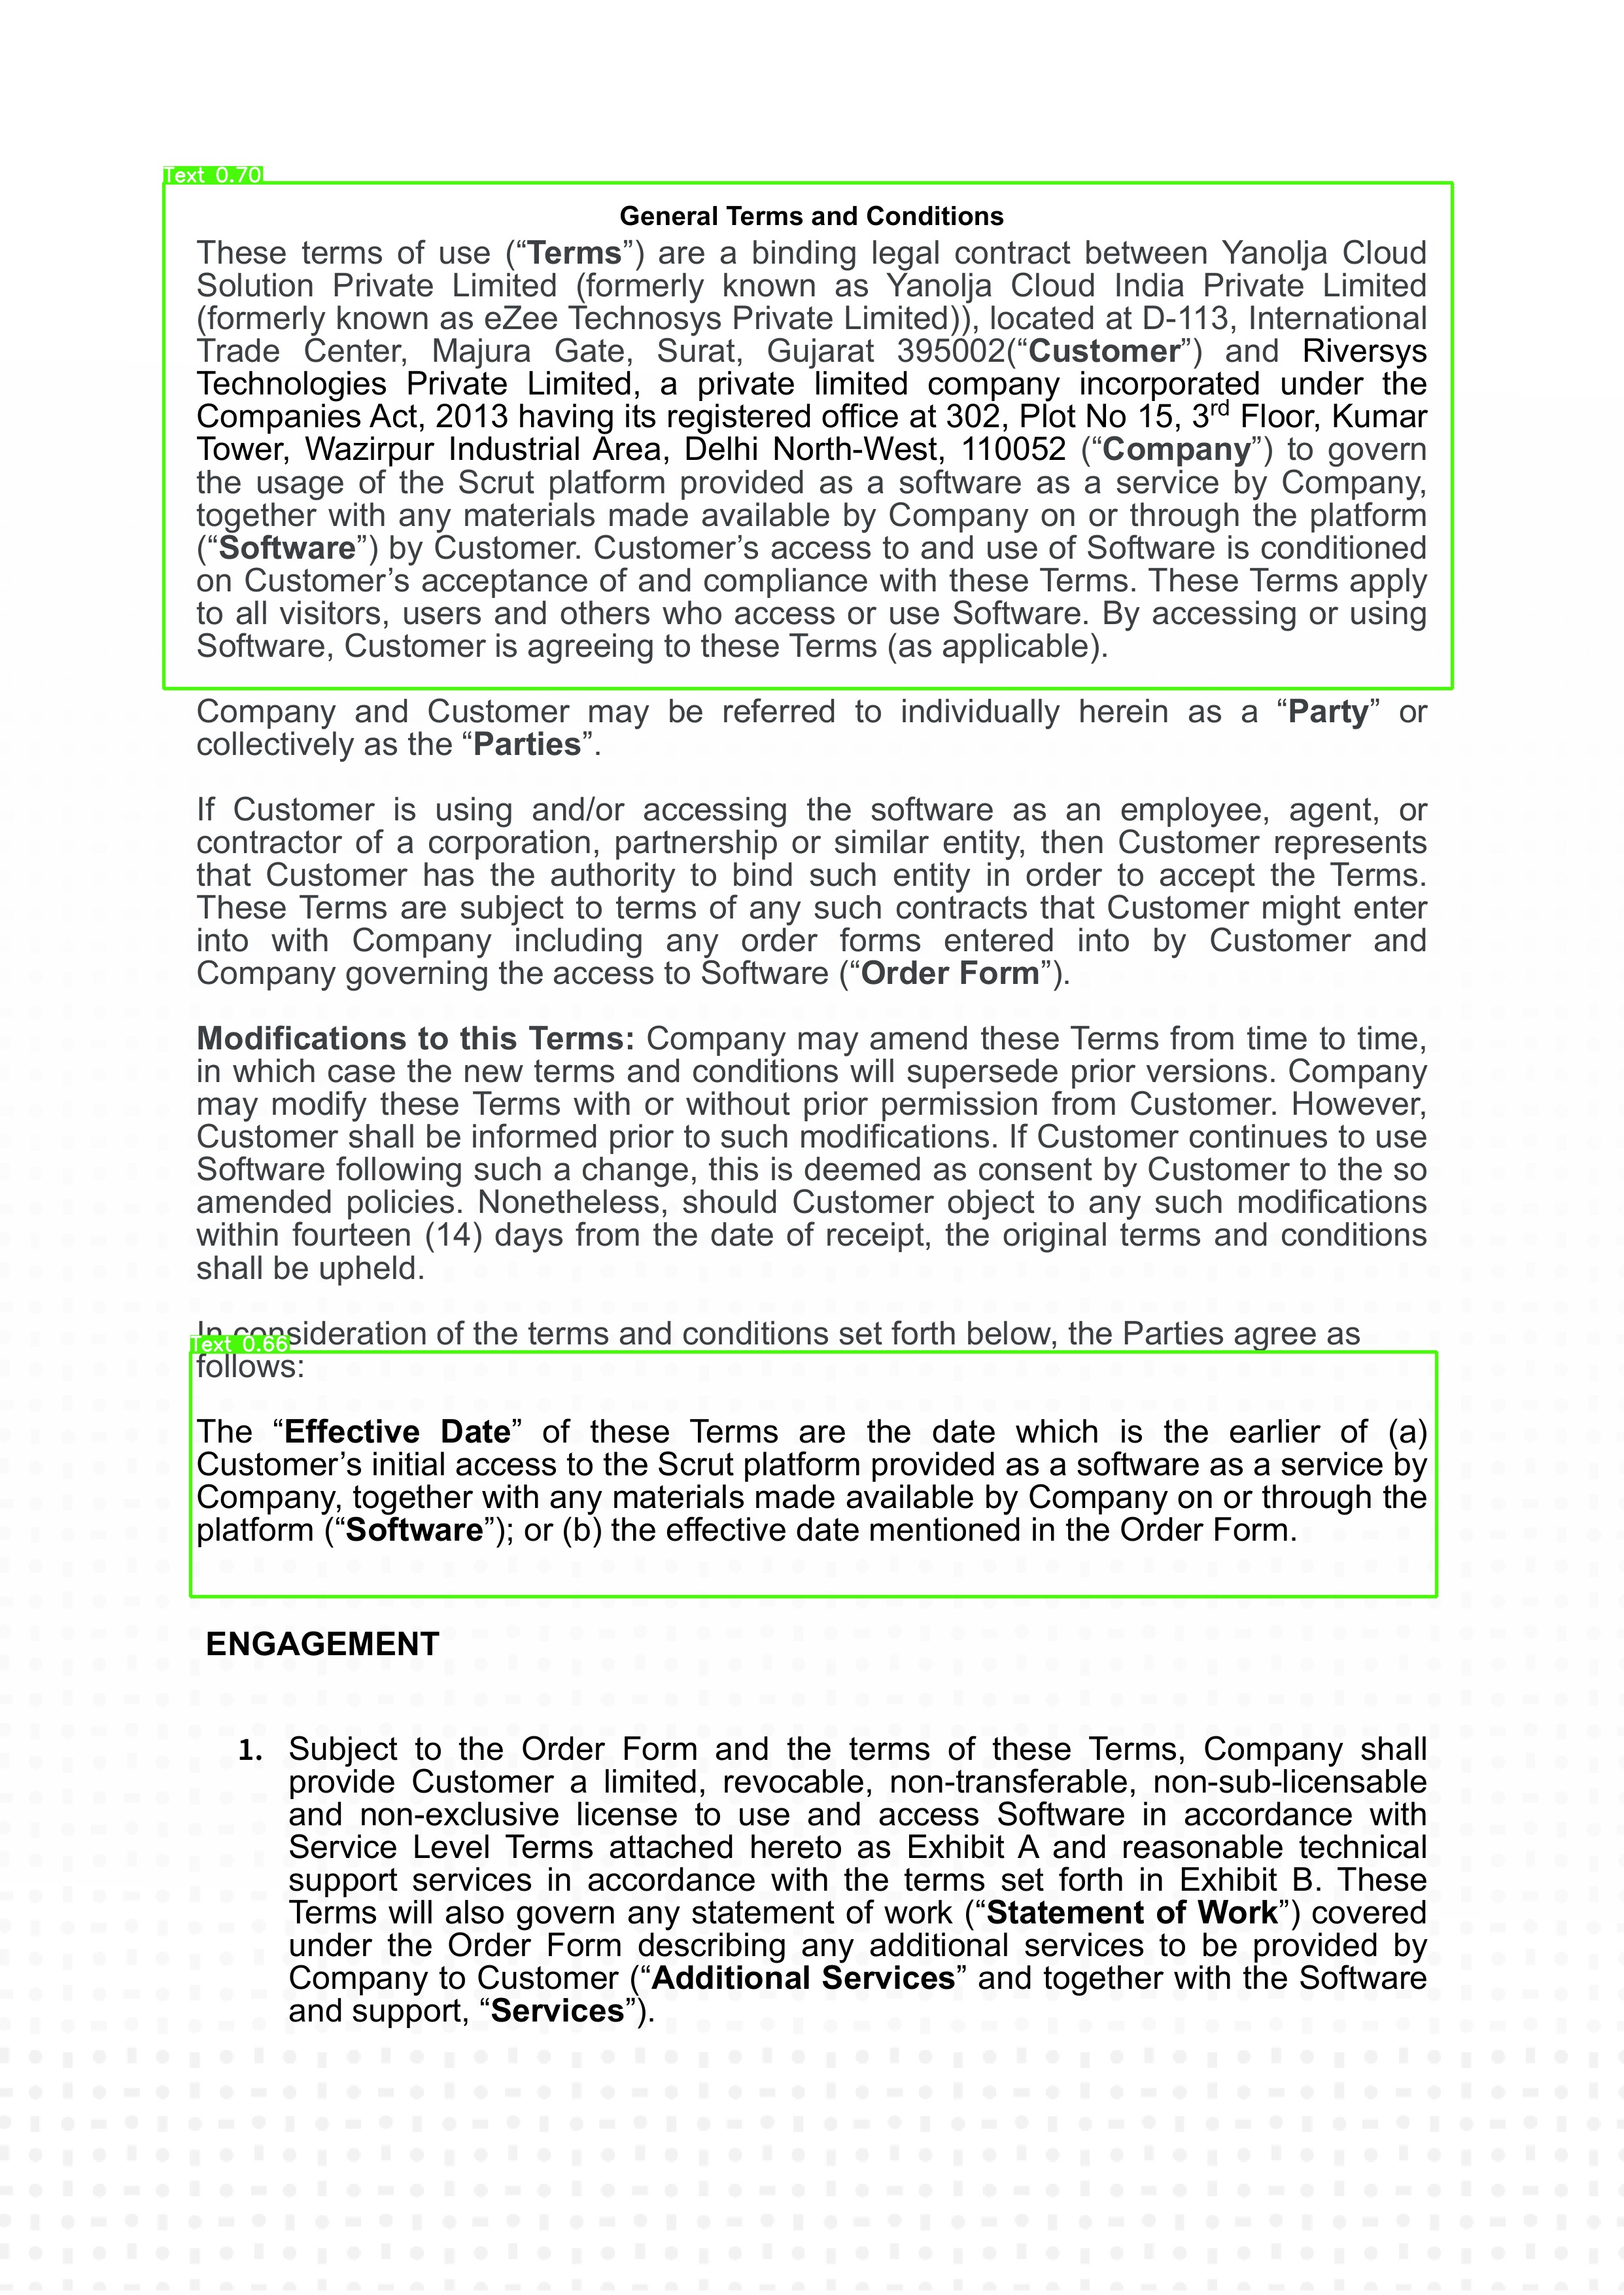 Text 0.70
General Terms and Conditions
These terms of use (“Terms”) are a binding legal contract between Yanolja Cloud
Solution Private Limited (formerly known as Yanolja Cloud India Private Limited
(formerly known as eZee Technosys Private Limited)), located at D-113, International
Trade Center, Majura Gate, Surat, Gujarat 395002(“Customer”) and Riversys
Technologies Private Limited, a private limited company incorporated under the
Companies Act, 2013 having its registered office at 302, Plot No 15, 3rd Floor, Kumar
Tower, Wazirpur Industrial Area, Delhi North-West, 110052 (“Company”) to govern
the usage of the Scrut platform provided as a software as a service by Company,
together with any materials made available by Company on or through the platform
(“Software”) by Customer. Customer’s access to and use of Software is conditioned
on Customer’s acceptance of and compliance with these Terms. These Terms apply
to all visitors, users and others who access or use Software. By accessing or using
Software, Customer is agreeing to these Terms (as applicable).
Company and Customer may be referred to individually herein as a “Party” or
collectively as the “Parties”.
If Customer is using and/or accessing the software as an employee, agent, or
contractor of a corporation, partnership or similar entity, then Customer represents
that Customer has the authority to bind such entity in order to accept the Terms.
These Terms are subject to terms of any such contracts that Customer might enter
into with Company including any order forms entered into by Customer and
Company governing the access to Software (“Order Form”).
Modifications to this Terms: Company may amend these Terms from time to time,
in which case the new terms and conditions will supersede prior versions. Company
may modify these Terms with or without prior permission from Customer. However,
Customer shall be informed prior to such modifications. If Customer continues to use
Software following such a change, this is deemed as consent by Customer to the so
amended policies. Nonetheless, should Customer object to any such modifications
within fourteen (14) days from the date of receipt, the original terms and conditions
shall be upheld.
In consideration of the terms and conditions set forth below, the Parties agree as
Text 0.66
follows:
The “Effective Date” of these Terms are the date which is the earlier of (a)
Customer’s initial access to the Scrut platform provided as a software as a service by
Company, together with any materials made available by Company on or through the
platform (“Software”); or (b) the effective date mentioned in the Order Form.
ENGAGEMENT
1. Subject to the Order Form and the terms of these Terms, Company shall
provide Customer a limited, revocable, non-transferable, non-sub-licensable
and non-exclusive license to use and access Software in accordance with
Service Level Terms attached hereto as Exhibit A and reasonable technical
support services in accordance with the terms set forth in Exhibit B. These
Terms will also govern any statement of work (“Statement of Work”) covered
under the Order Form describing any additional services to be provided by
Company to Customer (“Additional Services” and together with the Software
and support, “Services”).